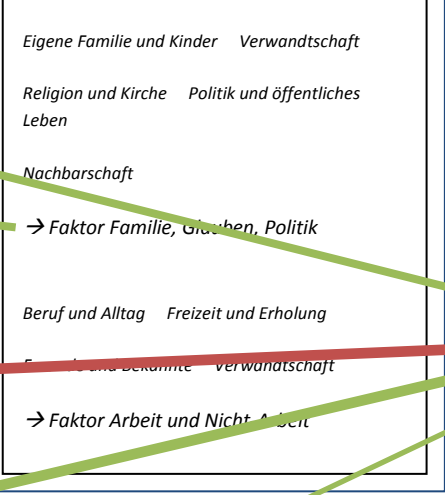 Eigene Familie und Kinder Verwandtschaft
Religion und Kirche Politik und öffentliches
Leben
Nachbarschaft
→ Faktor Familie, Glauben, Politik
Beruf und Alltag Freizeit und Erholung
und Bekannte Verwandtschaft
→ Faktor Arbeit und Nicht-Arbeit